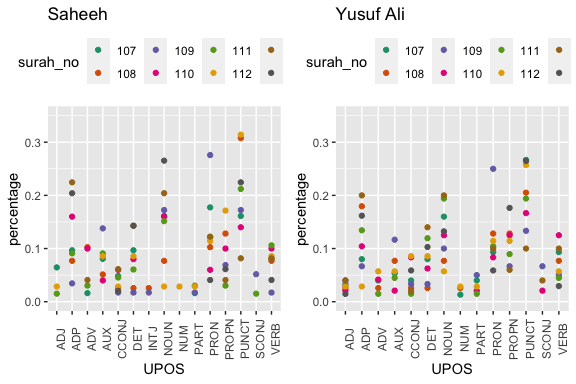 Saheeh
surah_no 107 109 111
108 110 112
percentage
0.3
0.2
0.1
0.0
ADJ ADP ADV AUX CCONJ DET INTJ NOUN NUM PART PRON PROPN PUNCT SCONJ VERB
UPOS
Yusuf Ali
surah_no 107 109 111
108 110 112
percentage
0.3
0.2
0.1
0.0
ADJ ADP ADV AUX CCONJ DET NOUN NUM PART PRON PROPN PUNCT SCONJ VERB
UPOS